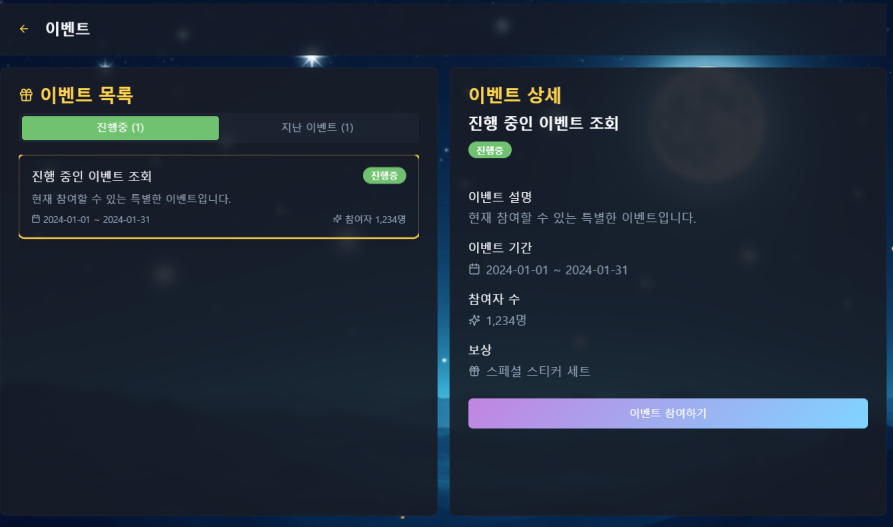 이벤트
이벤트 목록
진행중 (1)
지난 이벤트 (1)
진행 중인 이벤트 조회
진행중
현재 참여할 수 있는 특별한 이벤트입니다.
2024-01-01 ~ 2024-01-31
참여자 1,234명
이벤트 상세
진행 중인 이벤트 조회
진행중
이벤트 설명
현재 참여할 수 있는 특별한 이벤트입니다.
이벤트 기간
2024-01-01 ~ 2024-01-31
참여자 수
1,234명
보상
스페셜 스티커 세트
이벤트 참여하기